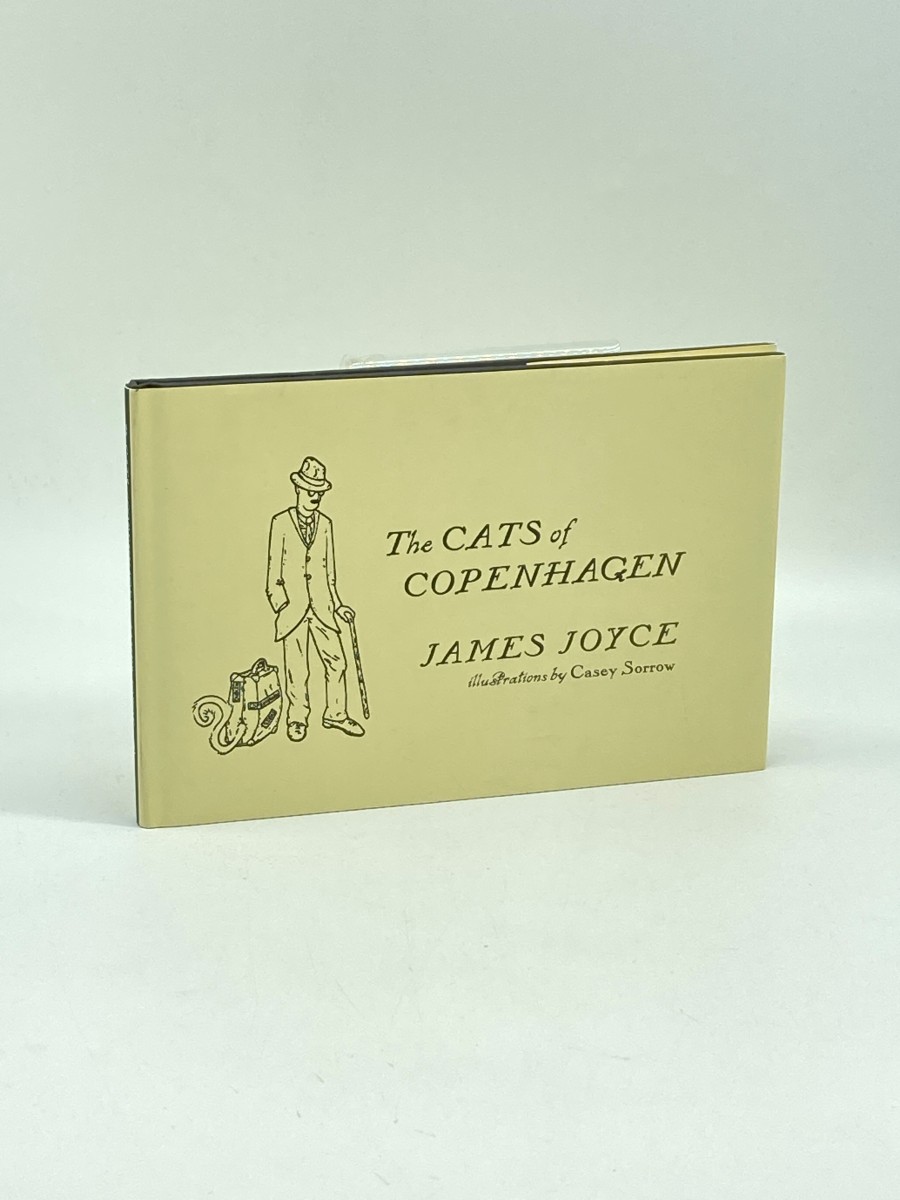 The CATS of
COPENHAGEN
JAMES JOYCE
illustrations by Casey Sorrow